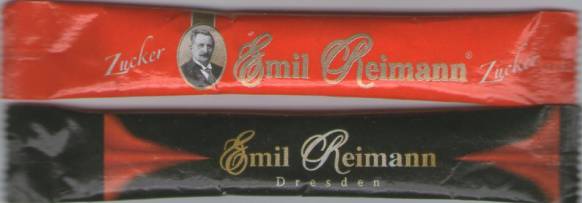 Zucker Emil Reimann® Zucker
Emil Reimann
Dresden